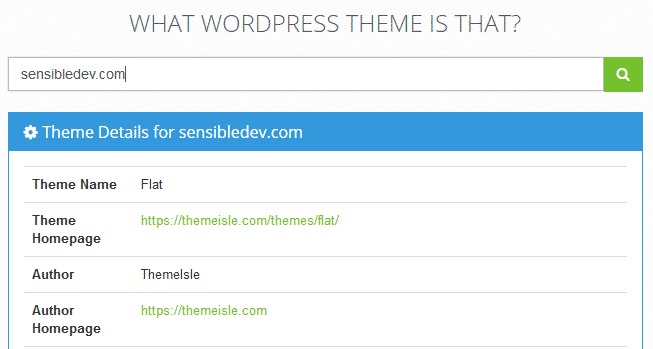 WHAT WORDPRESS THEME IS THAT?
sensibledev.com
Theme Details for sensibledev.com
Theme Name Flat
Theme Homepage https://themeisle.com/themes/flat/
Author ThemeIsle
Author Homepage https://themeisle.com